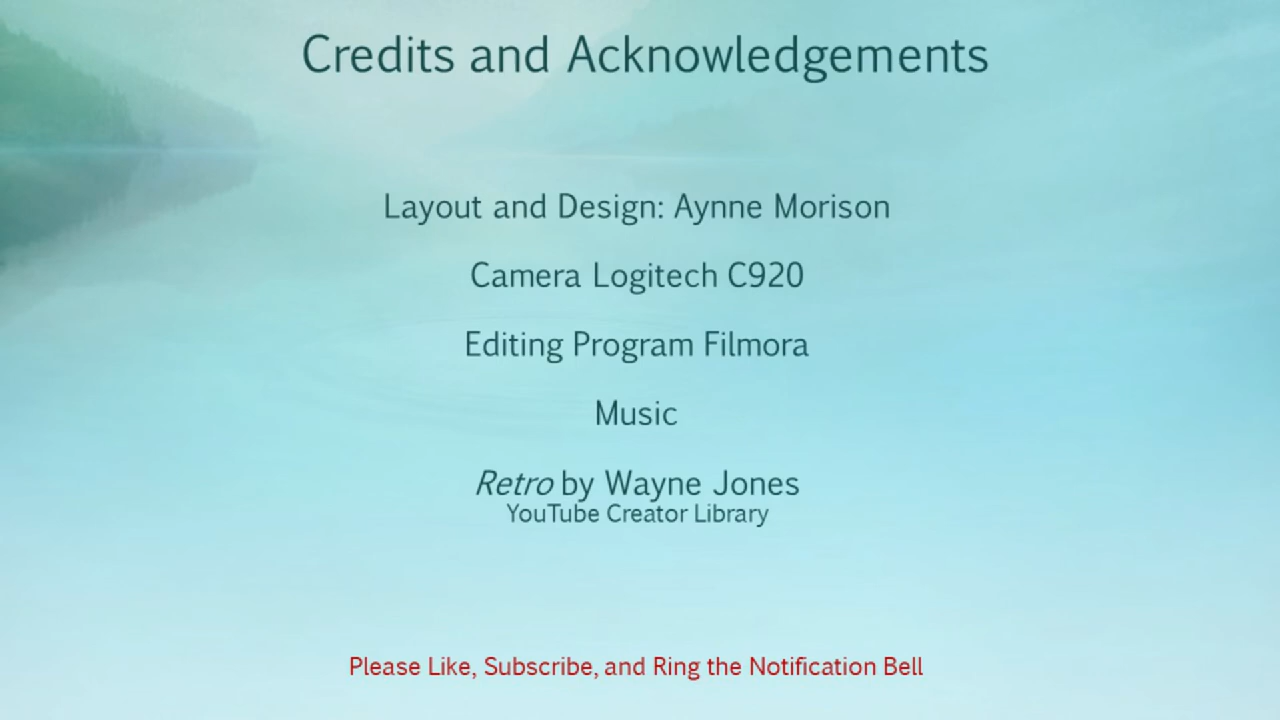 Credits and Acknowledgements
Layout and Design: Aynne Morison
Camera Logitech C920
Editing Program Filmora
Music
Retro by Wayne Jones
YouTube Creator Library
Please Like, Subscribe, and Ring the Notification Bell